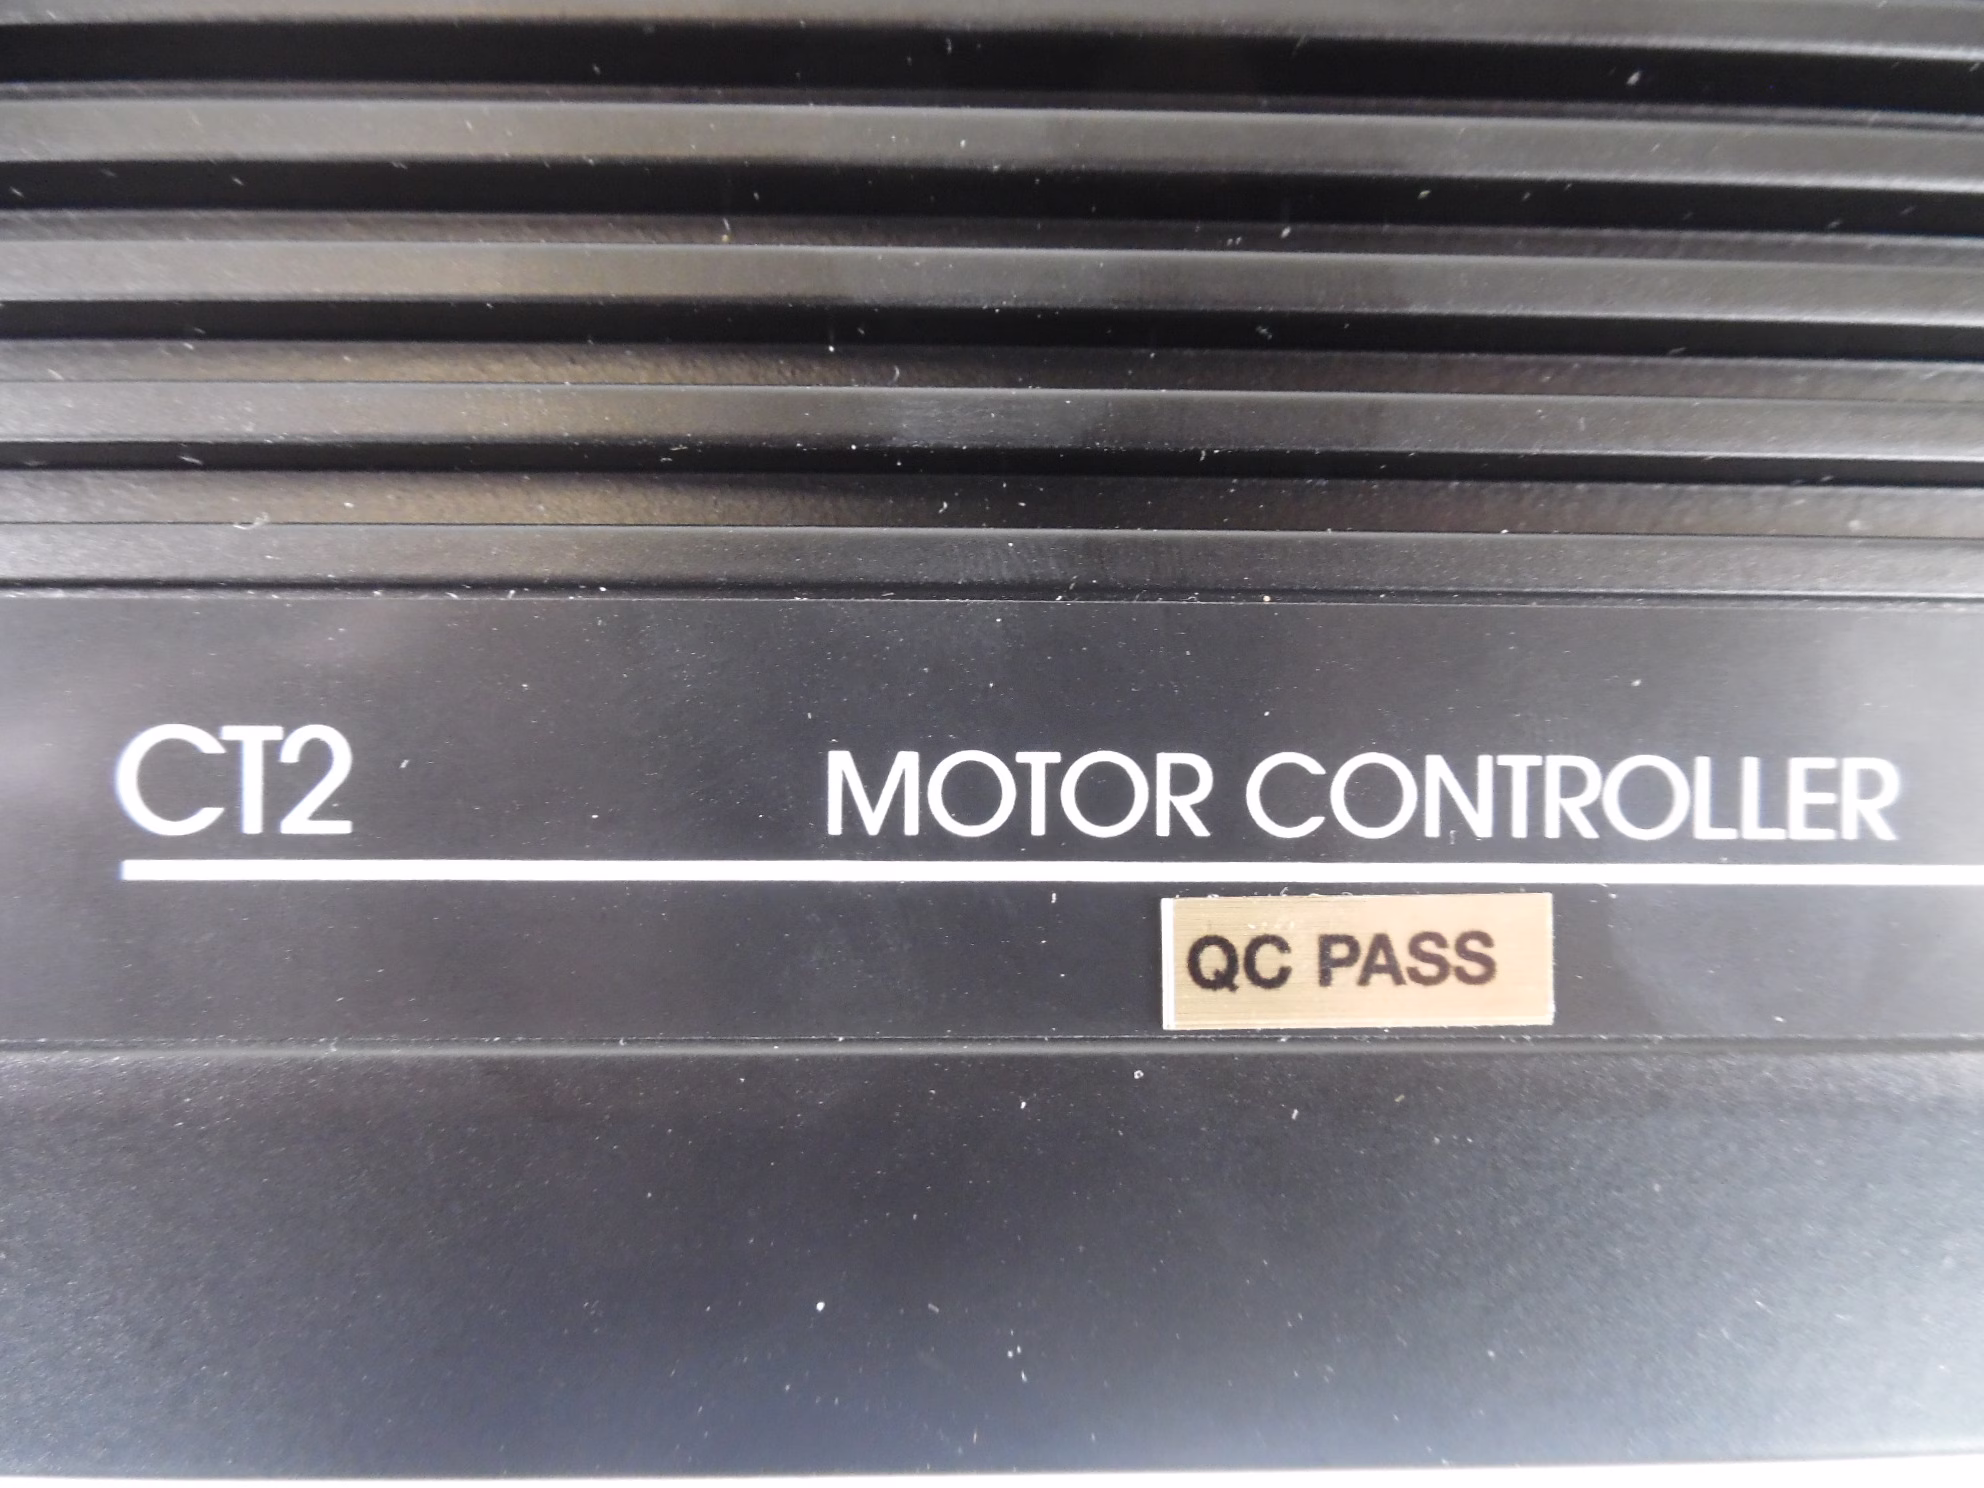 CT2 MOTOR CONTROLLER
QC PASS